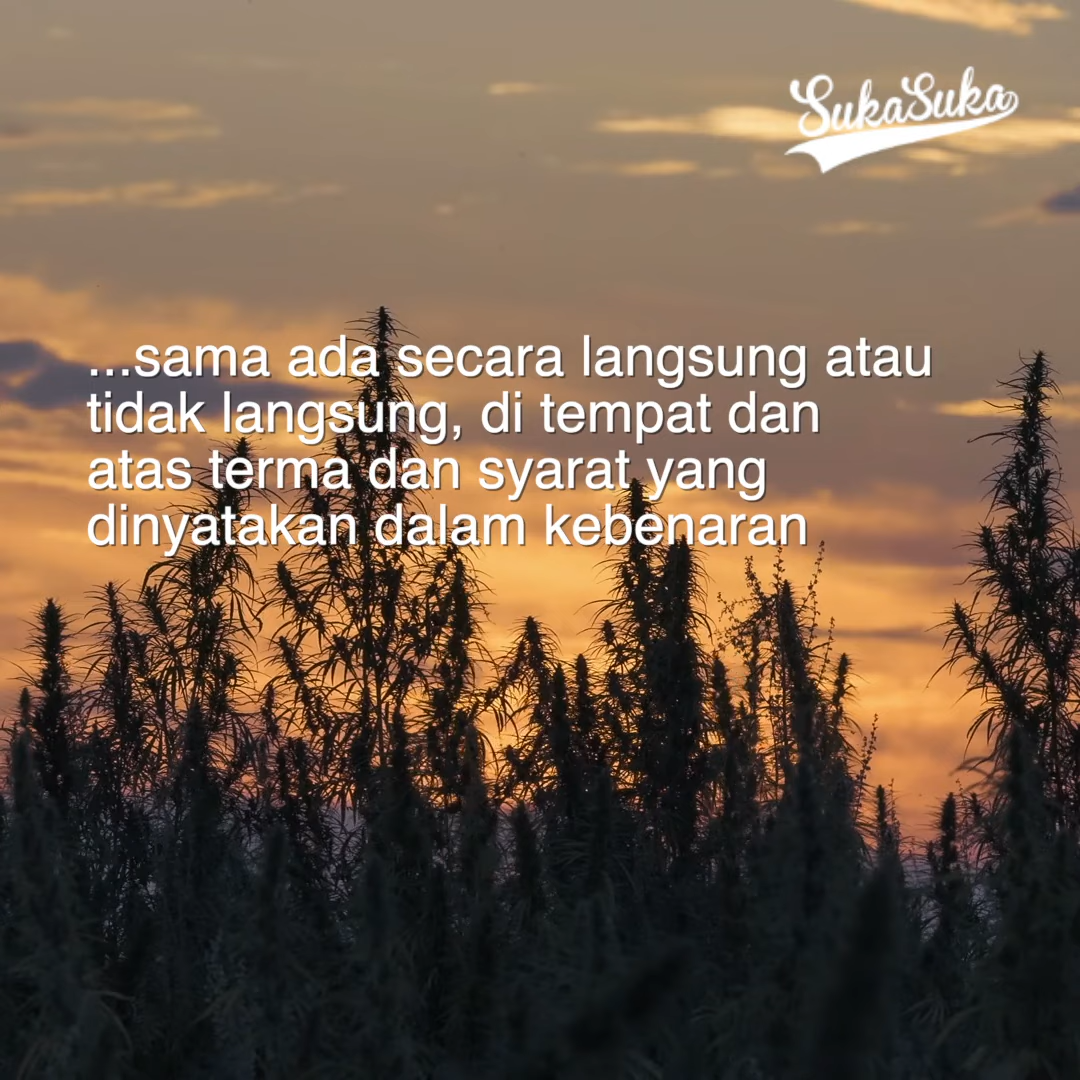 SukaSuka
...sama ada secara langsung atau
tidak langsung, di tempat dan
atas terma dan syarat yang
dinyatakan dalam kebenaran